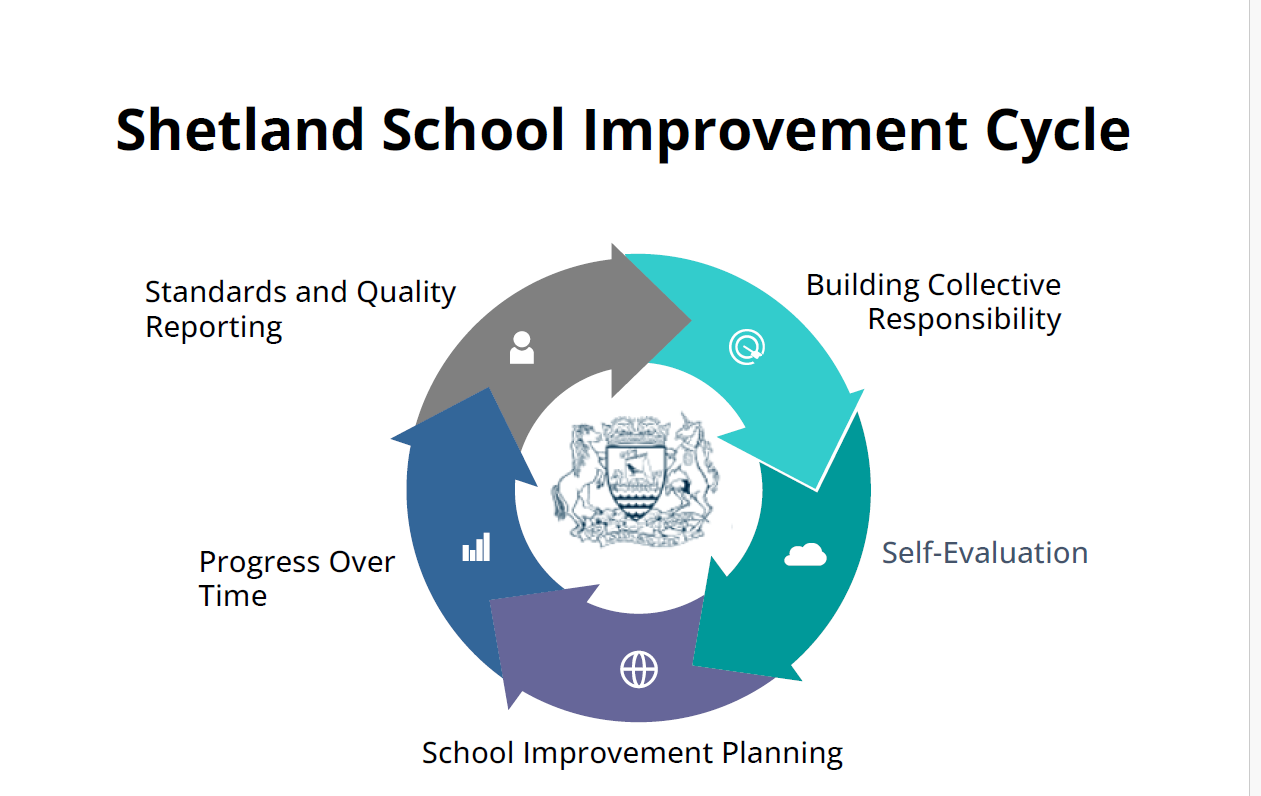 Shetland School Improvement Cycle
Standards and Quality
Reporting
Building Collective
Responsibility
Progress Over
Time
Self-Evaluation
School Improvement Planning